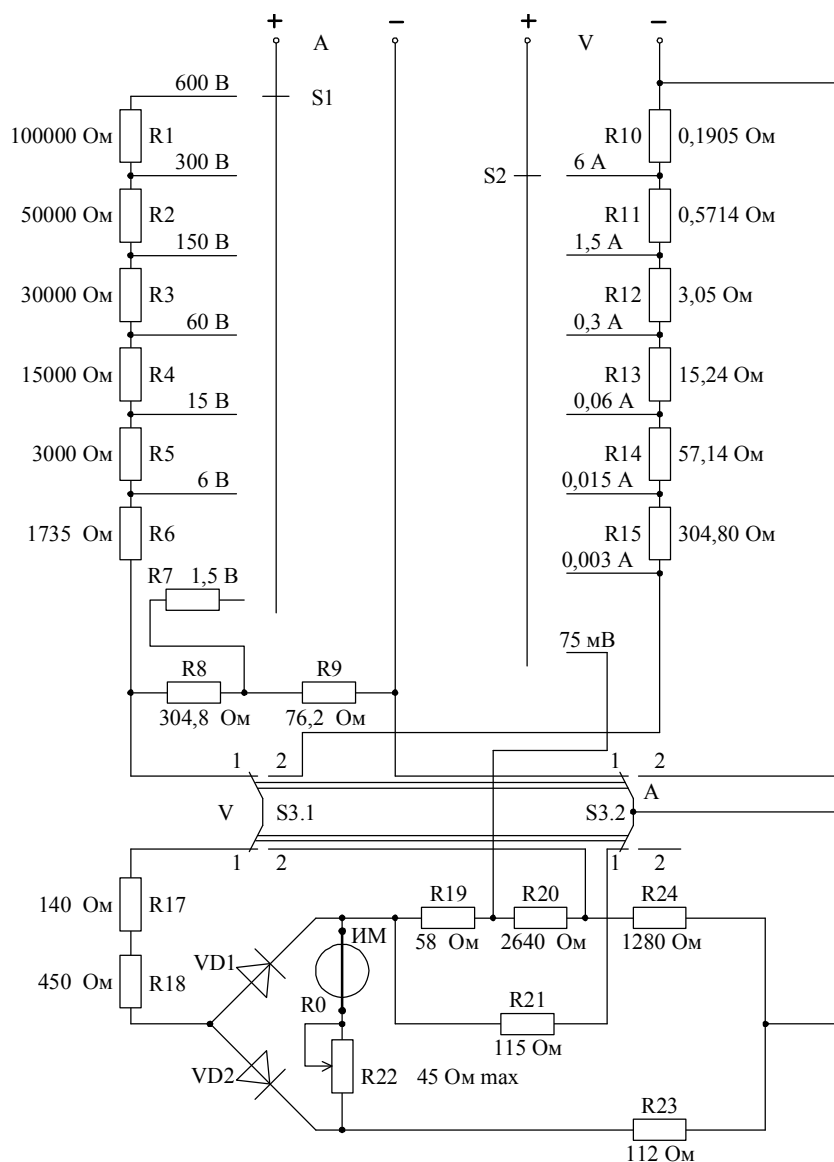 + A − + V −
600 В S1
100000 Ом R1 R10 0,1905 Ом
300 В S2 6 А
50000 Ом R2 R11 0,5714 Ом
150 В 1,5 А
30000 Ом R3 R12 3,05 Ом
60 В 0,3 А
15000 Ом R4 R13 15,24 Ом
15 В 0,06 А
3000 Ом R5 R14 57,14 Ом
6 В 0,015 А
1735 Ом R6 R15 304,80 Ом
0,003 А
R7 1,5 В
75 мВ
R8 R9
304,8 Ом 76,2 Ом
1 2 1 2
V S3.1 S3.2 A
1 2 1 2
140 Ом R17 R19 R20 R24
ИМ 58 Ом 2640 Ом 1280 Ом
450 Ом R18 VD1
R0 R21
115 Ом
VD2 R22 45 Ом max
R23
112 Ом